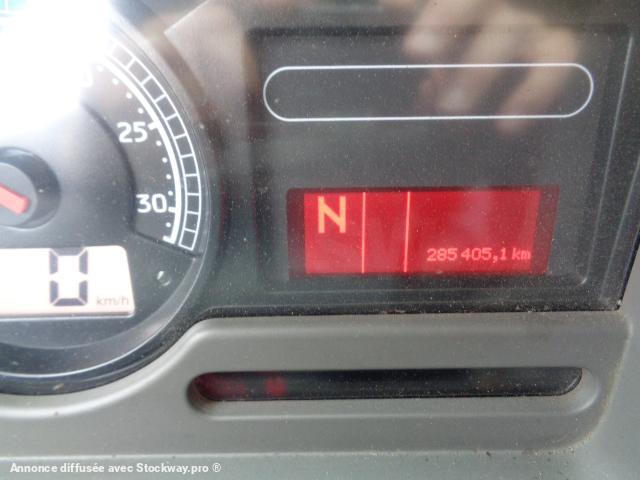 25
30
N
285 405,1 km
0 km/h
Annonce diffusée avec Stockway.pro ®